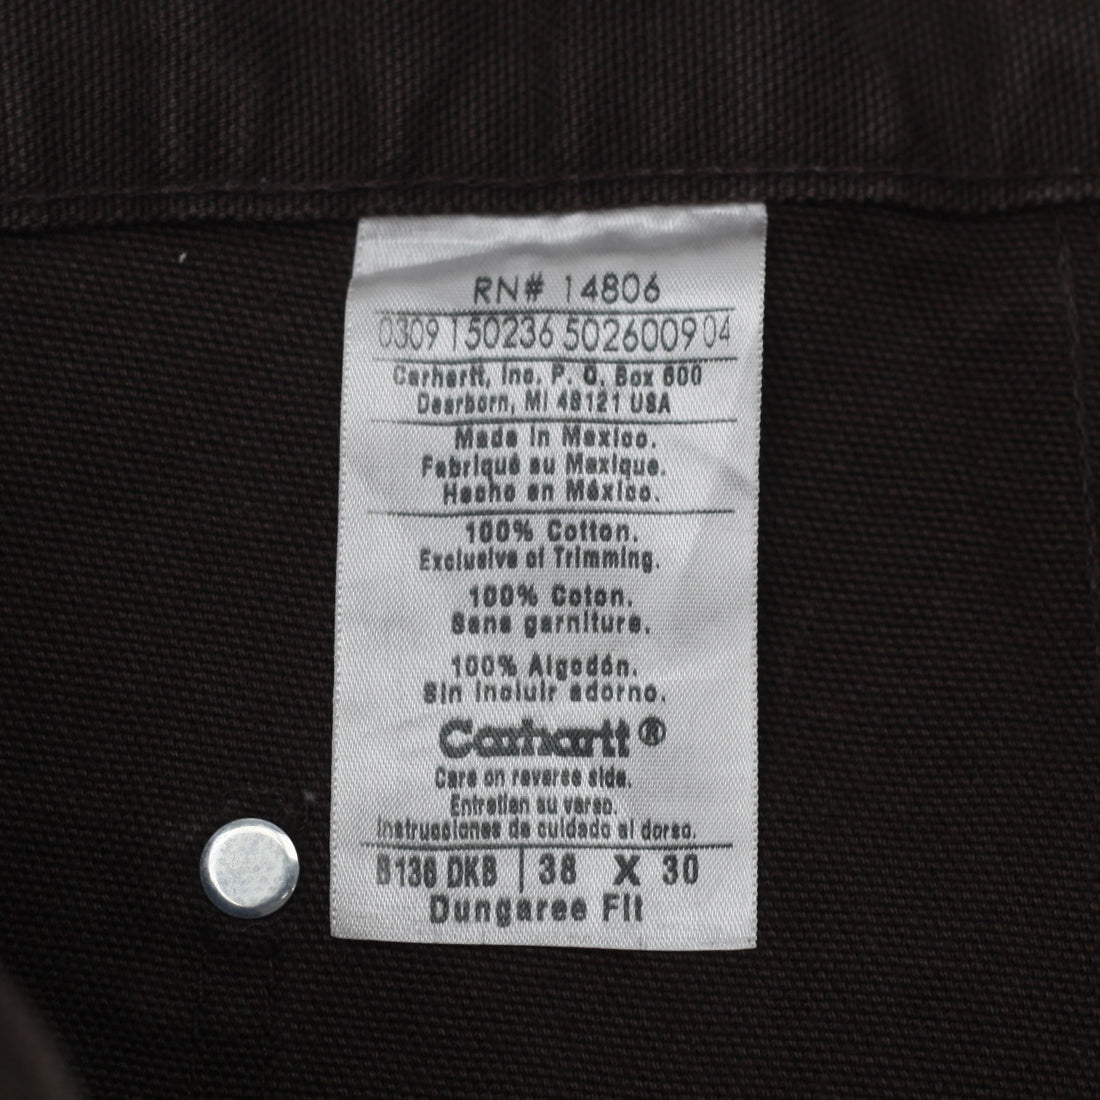 RN# 14806
0309 150236 502600904
Carhartt, Inc. P. O. Box 600
Dearborn, MI 48121 USA
Made in Mexico.
Fabriqué au Mexique.
Hecho en México.
100% Cotton.
Exclusive of Trimming.
100% Coton.
Sans garniture.
100% Algodón.
Sin incluir adorno.
Carhartt®
Care on reverse side.
Entretien au verso.
Instrucciones de cuidado al dorso.
B136 DKB | 38 X 30
Dungaree Fit